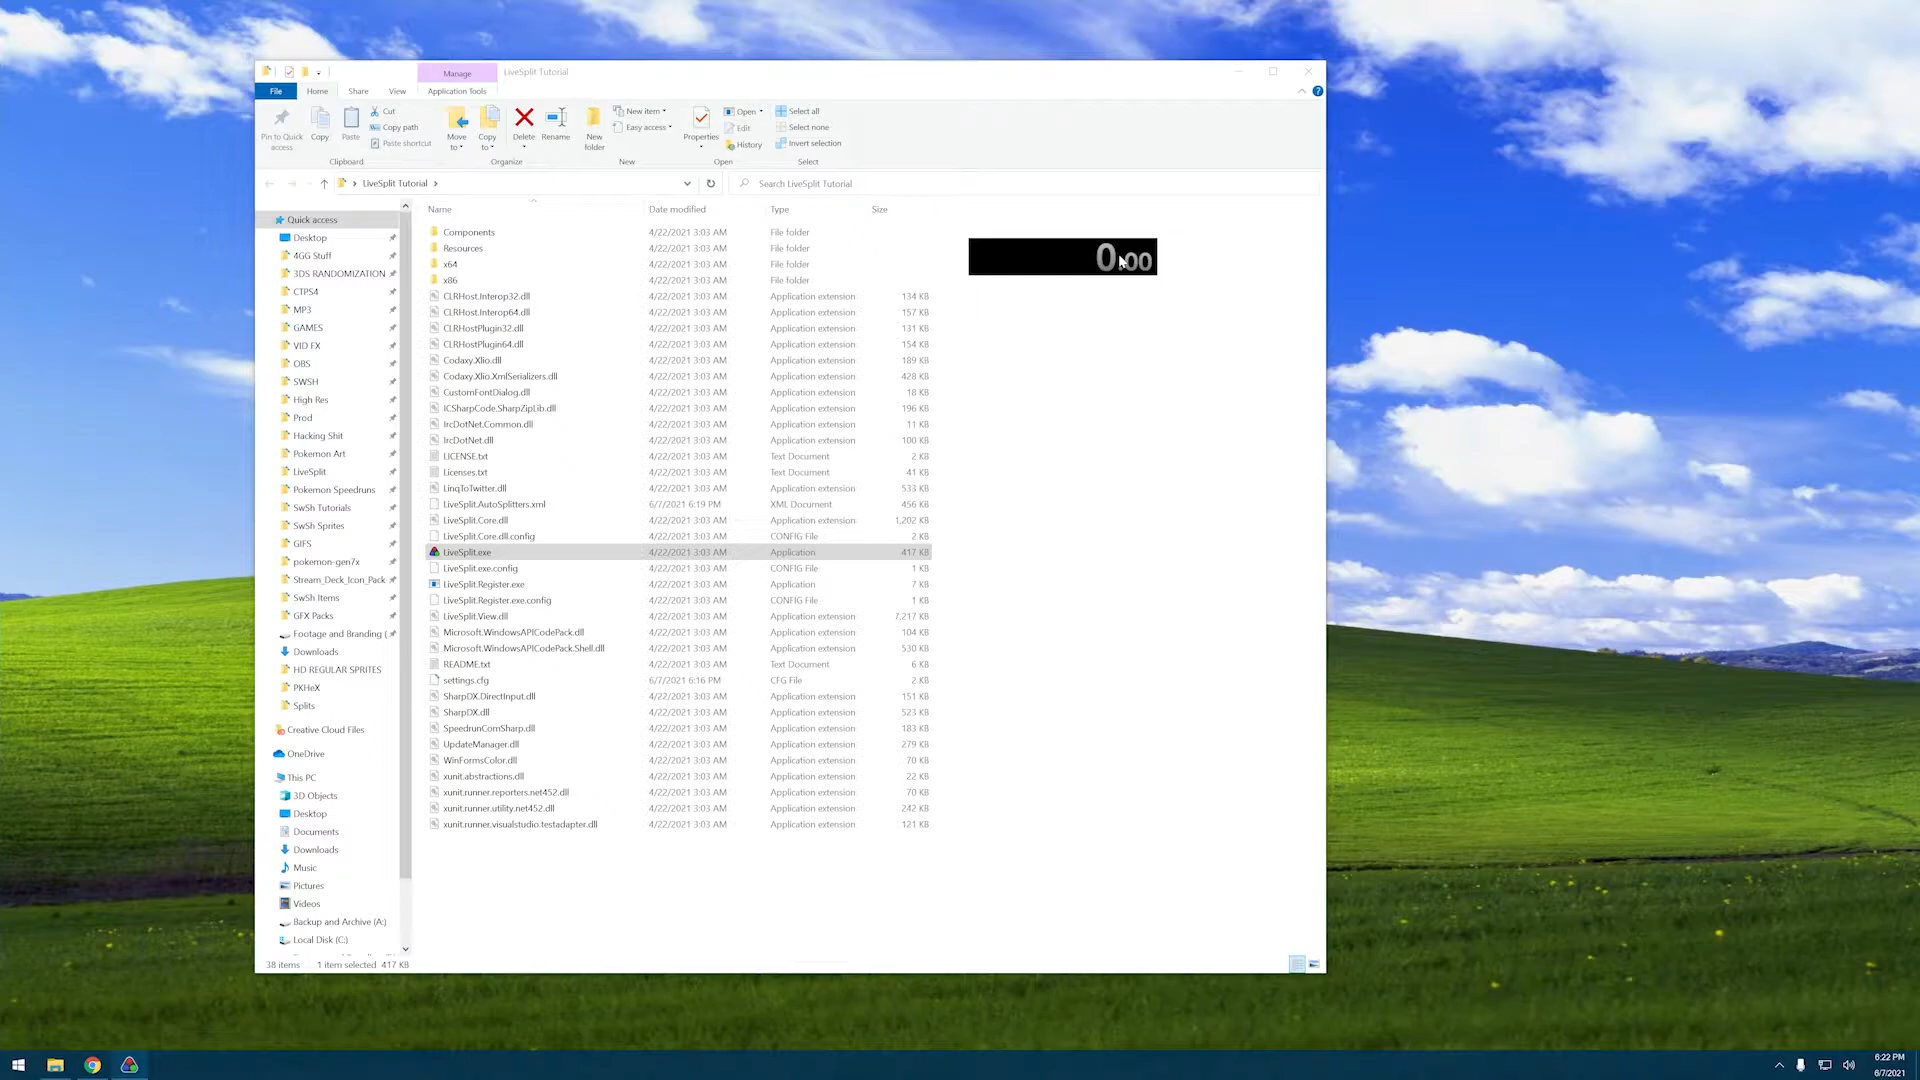 Manage
LiveSplit Tutorial
File
Home
Share
View
Application Tools
Pin to Quick access
Copy
Paste
Cut
Copy path
Paste shortcut
Clipboard
Move to
Copy to
Delete
Rename
Organize
New folder
New item
Easy access
New
Properties
Open
Edit
History
Open
Select all
Select none
Invert selection
Select
LiveSplit Tutorial
Search LiveSplit Tutorial
Name Date modified Type Size
Quick access
Desktop
4GG Stuff
3DS RANDOMIZATION
CTPS4
MP3
GAMES
VID FX
OBS
SWSH
High Res
Prod
Hacking Shit
Pokemon Art
LiveSplit
Pokemon Speedruns
SwSh Tutorials
SwSh Sprites
GIFS
pokemon-gen7x
Stream_Deck_Icon_Pack-
SwSh Items
GFX Packs
Footage and Branding (
Downloads
HD REGULAR SPRITES
PKHeX
Splits
Creative Cloud Files
OneDrive
This PC
3D Objects
Desktop
Documents
Downloads
Music
Pictures
Videos
Backup and Archive (A:)
Local Disk (C:)
Components 4/22/2021 3:03 AM File folder
Resources 4/22/2021 3:03 AM File folder
x64 4/22/2021 3:03 AM File folder
x86 4/22/2021 3:03 AM File folder
CLRHost.Interop32.dll 4/22/2021 3:03 AM Application extension 134 KB
CLRHost.Interop64.dll 4/22/2021 3:03 AM Application extension 157 KB
CLRHostPlugin32.dll 4/22/2021 3:03 AM Application extension 131 KB
CLRHostPlugin64.dll 4/22/2021 3:03 AM Application extension 154 KB
Codaxy.Xlio.dll 4/22/2021 3:03 AM Application extension 189 KB
Codaxy.Xlio.XmlSerializers.dll 4/22/2021 3:03 AM Application extension 428 KB
CustomFontDialog.dll 4/22/2021 3:03 AM Application extension 18 KB
ICSharpCode.SharpZipLib.dll 4/22/2021 3:03 AM Application extension 196 KB
IrcDotNet.Common.dll 4/22/2021 3:03 AM Application extension 11 KB
IrcDotNet.dll 4/22/2021 3:03 AM Application extension 100 KB
LICENSE.txt 4/22/2021 3:03 AM Text Document 2 KB
Licenses.txt 4/22/2021 3:03 AM Text Document 41 KB
LinqToTwitter.dll 4/22/2021 3:03 AM Application extension 533 KB
LiveSplit.AutoSplitters.xml 6/7/2021 6:19 PM XML Document 456 KB
LiveSplit.Core.dll 4/22/2021 3:03 AM Application extension 1,202 KB
LiveSplit.Core.dll.config 4/22/2021 3:03 AM CONFIG File 2 KB
LiveSplit.exe 4/22/2021 3:03 AM Application 417 KB
LiveSplit.exe.config 4/22/2021 3:03 AM CONFIG File 1 KB
LiveSplit.Register.exe 4/22/2021 3:03 AM Application 7 KB
LiveSplit.Register.exe.config 4/22/2021 3:03 AM CONFIG File 1 KB
LiveSplit.View.dll 4/22/2021 3:03 AM Application extension 7,217 KB
Microsoft.WindowsAPICodePack.dll 4/22/2021 3:03 AM Application extension 104 KB
Microsoft.WindowsAPICodePack.Shell.dll 4/22/2021 3:03 AM Application extension 530 KB
README.txt 4/22/2021 3:03 AM Text Document 6 KB
settings.cfg 6/7/2021 6:16 PM CFG File 2 KB
SharpDX.DirectInput.dll 4/22/2021 3:03 AM Application extension 151 KB
SharpDX.dll 4/22/2021 3:03 AM Application extension 523 KB
SpeedrunComSharp.dll 4/22/2021 3:03 AM Application extension 183 KB
UpdateManager.dll 4/22/2021 3:03 AM Application extension 279 KB
WinFormsColor.dll 4/22/2021 3:03 AM Application extension 70 KB
xunit.abstractions.dll 4/22/2021 3:03 AM Application extension 22 KB
xunit.runner.reporters.net452.dll 4/22/2021 3:03 AM Application extension 70 KB
xunit.runner.utility.net452.dll 4/22/2021 3:03 AM Application extension 242 KB
xunit.runner.visualstudio.testadapter.dll 4/22/2021 3:03 AM Application extension 121 KB
0.00
38 items 1 item selected 417 KB
6:22 PM
6/7/2021